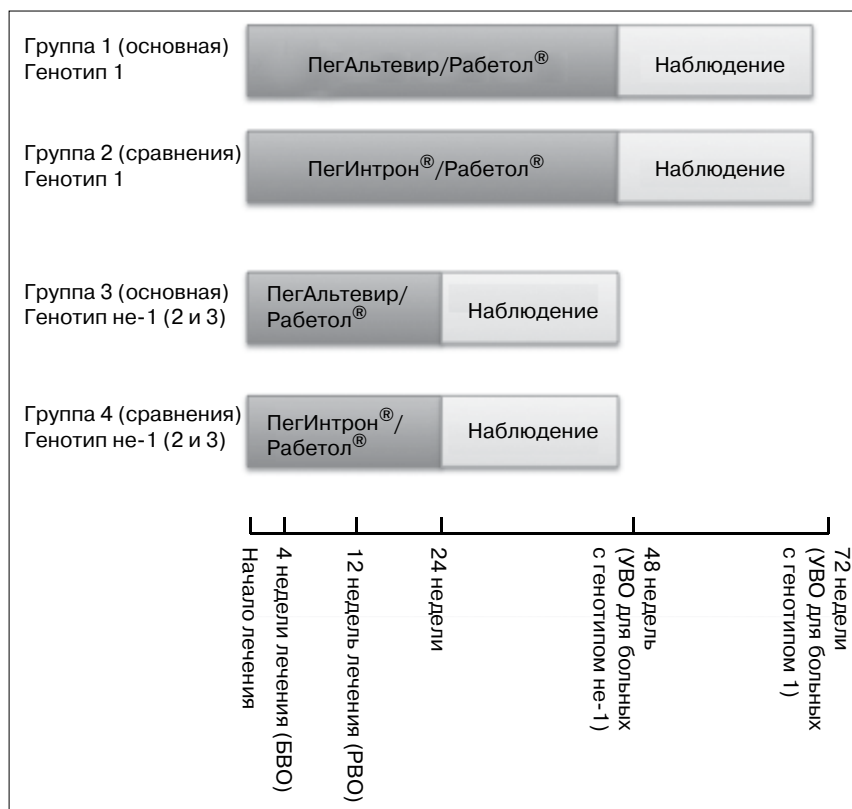 Группа 1 (основная)
Генотип 1
ПегАльтевир/Рабетол®
Наблюдение
Группа 2 (сравнения)
Генотип 1
ПегИнтрон®/Рабетол®
Наблюдение
Группа 3 (основная)
Генотип не-1 (2 и 3)
ПегАльтевир/
Рабетол®
Наблюдение
Группа 4 (сравнения)
Генотип не-1 (2 и 3)
ПегИнтрон®/
Рабетол®
Наблюдение
Начало лечения
4 недели лечения (БВО)
12 недель лечения (РВО)
24 недели
48 недель
(УВО для больных
с генотипом не-1)
72 недели
(УВО для больных
с генотипом 1)